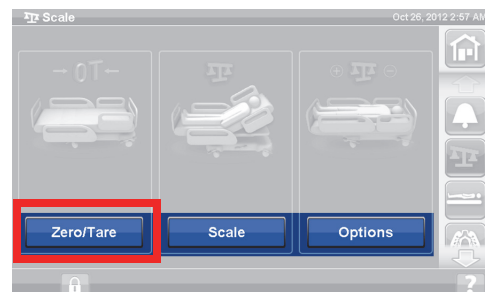 Scale Oct 26, 2012 2:57 AM
→ 0T ←
Zero/Tare Scale Options
?